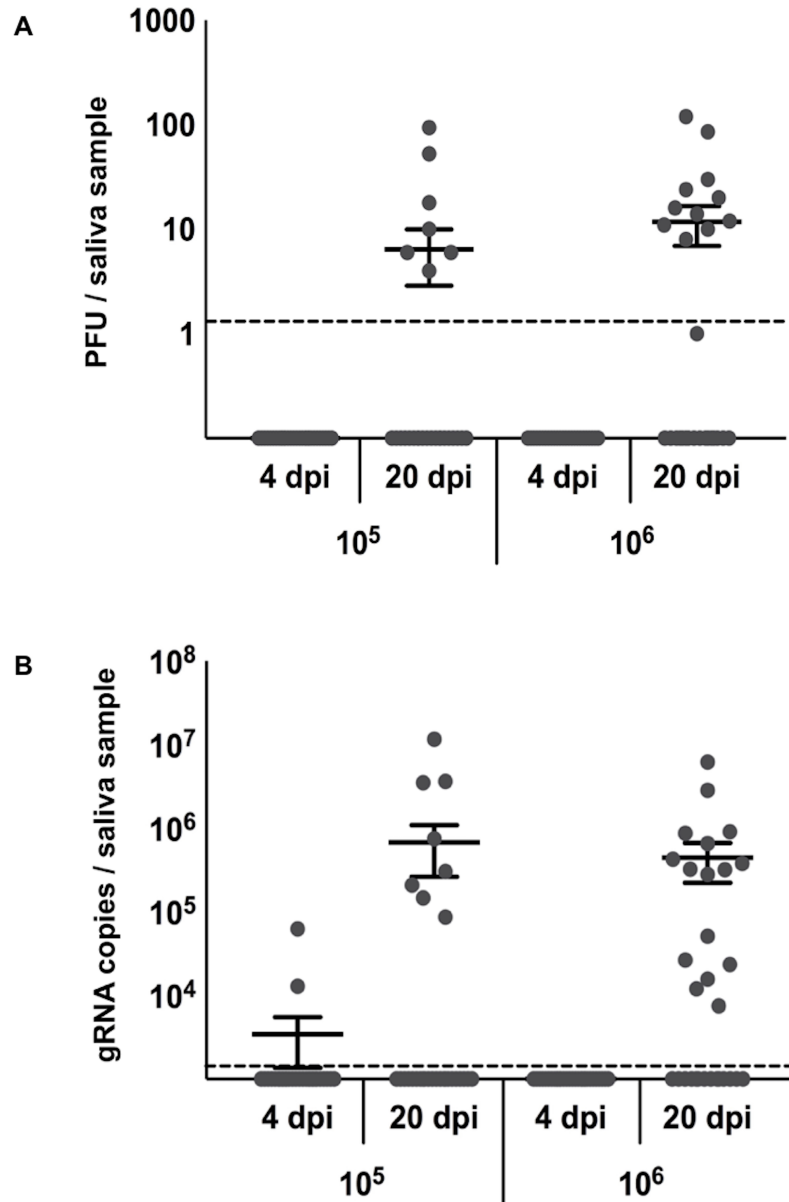 A
PFU / saliva sample
1000
100
10
1
4 dpi 20 dpi 4 dpi 20 dpi
10⁵ 10⁶
B
gRNA copies / saliva sample
10⁸
10⁷
10⁶
10⁵
10⁴
4 dpi 20 dpi 4 dpi 20 dpi
10⁵ 10⁶